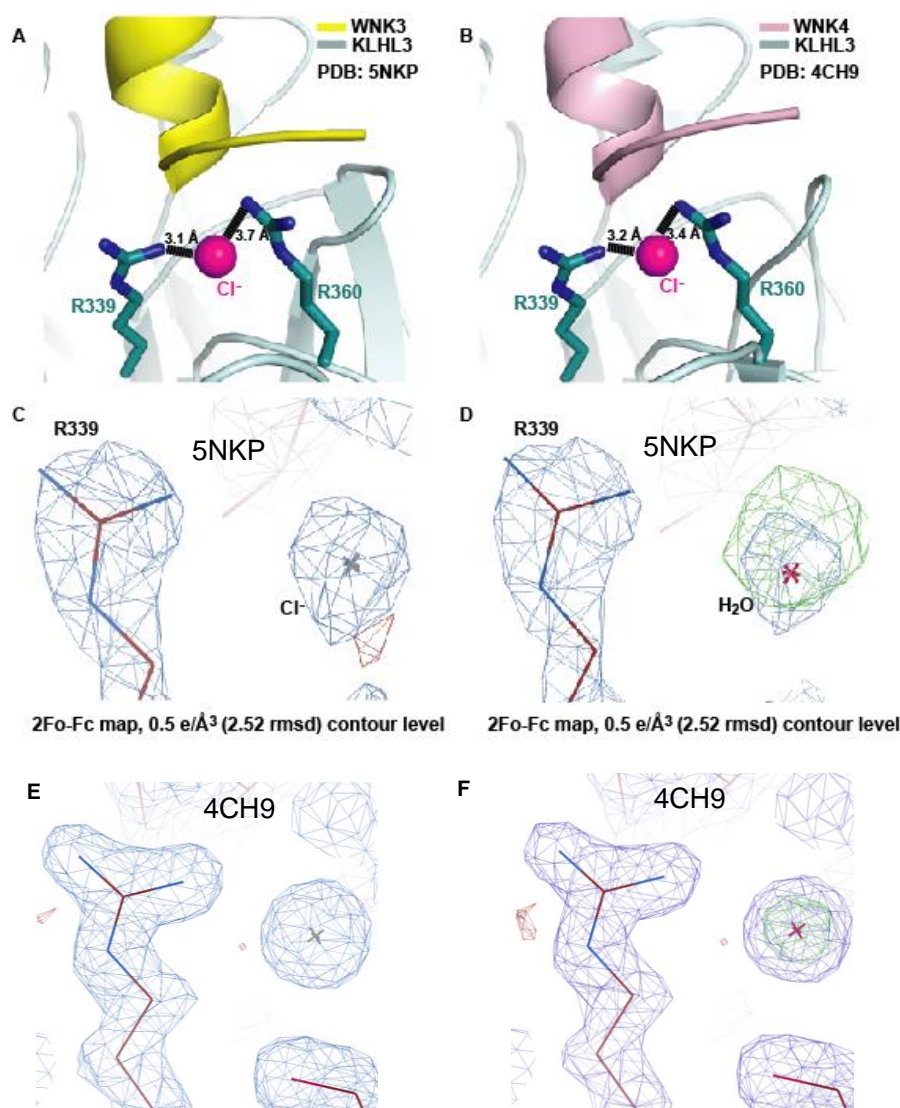 A
WNK3
KLHL3
PDB: 5NKP
3.1 Å
3.7 Å
Cl⁻
R339
R360
B
WNK4
KLHL3
PDB: 4CH9
3.2 Å
3.4 Å
Cl⁻
R339
R360
C
R339
5NKP
Cl⁻
2Fo-Fc map, 0.5 e/Å³ (2.52 rmsd) contour level
D
R339
5NKP
H₂O
2Fo-Fc map, 0.5 e/Å³ (2.52 rmsd) contour level
E
4CH9
F
4CH9